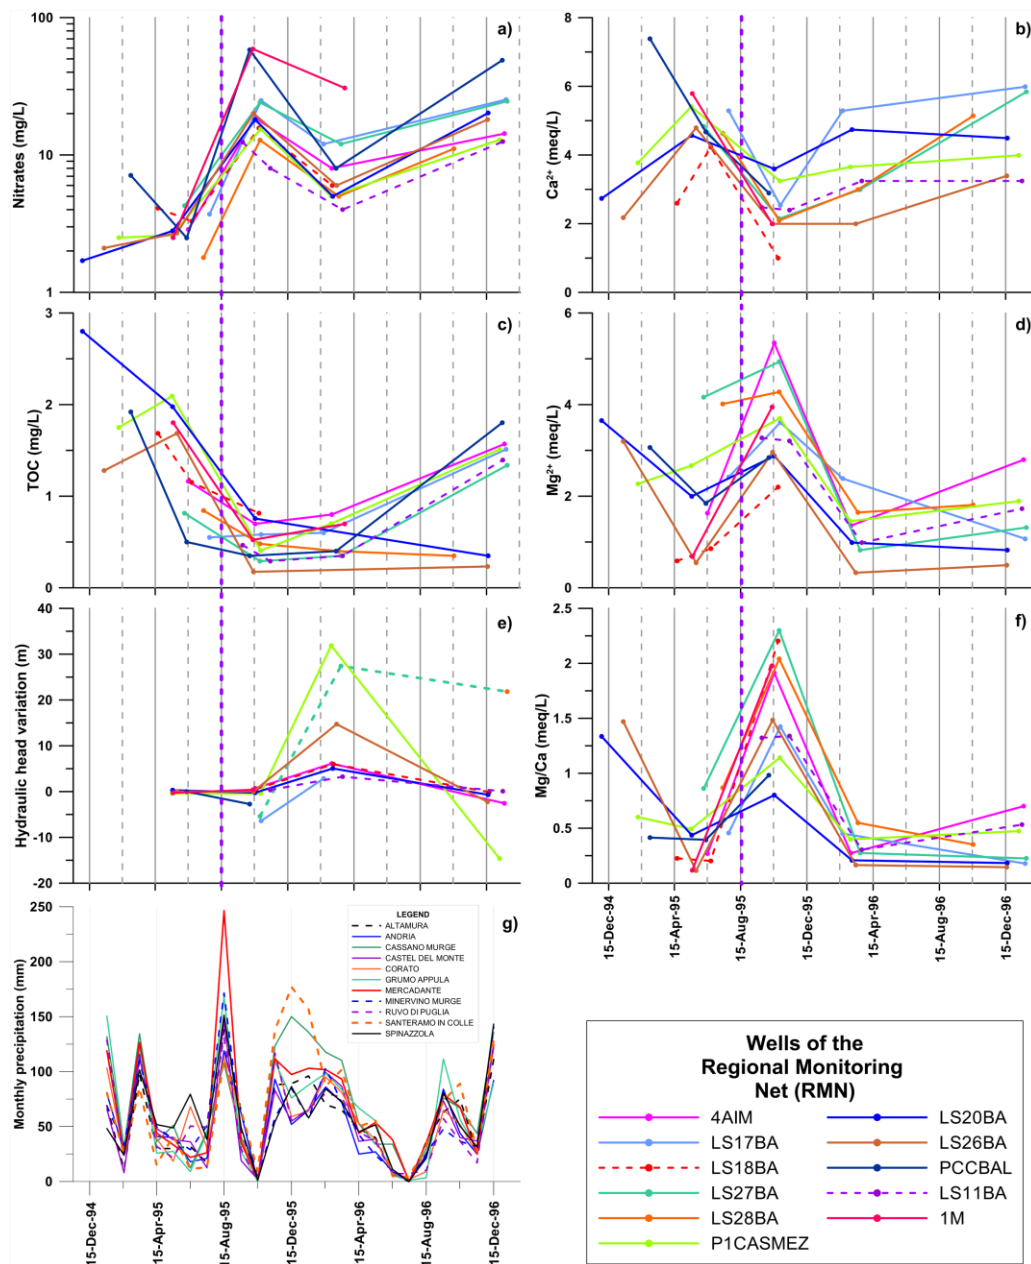 a)
Nitrates (mg/L)
100
10
1
b)
Ca²⁺ (meq/L)
8
6
4
2
0
c)
TOC (mg/L)
3
2
1
0
d)
Mg²⁺ (meq/L)
6
4
2
0
e)
Hydraulic head variation (m)
40
30
20
10
0
-10
-20
f)
Mg/Ca (meq/L)
2.5
2
1.5
1
0.5
0
15-Dec-94
15-Apr-95
15-Aug-95
15-Dec-95
15-Apr-96
15-Aug-96
15-Dec-96
g)
Monthly precipitation (mm)
250
200
150
100
50
0
15-Dec-94
15-Apr-95
15-Aug-95
15-Dec-95
15-Apr-96
15-Aug-96
15-Dec-96
LEGEND
ALTAMURA
ANDRIA
CASSANO MURGE
CASTEL DEL MONTE
CORATO
GRUMO APPULA
MERCADANTE
MINERVINO MURGE
RUVO DI PUGLIA
SANTERAMO IN COLLE
SPINAZZOLA
Wells of the
Regional Monitoring
Net (RMN)
4AIM
LS17BA
LS18BA
LS27BA
LS28BA
P1CASMEZ
LS20BA
LS26BA
PCCBAL
LS11BA
1M